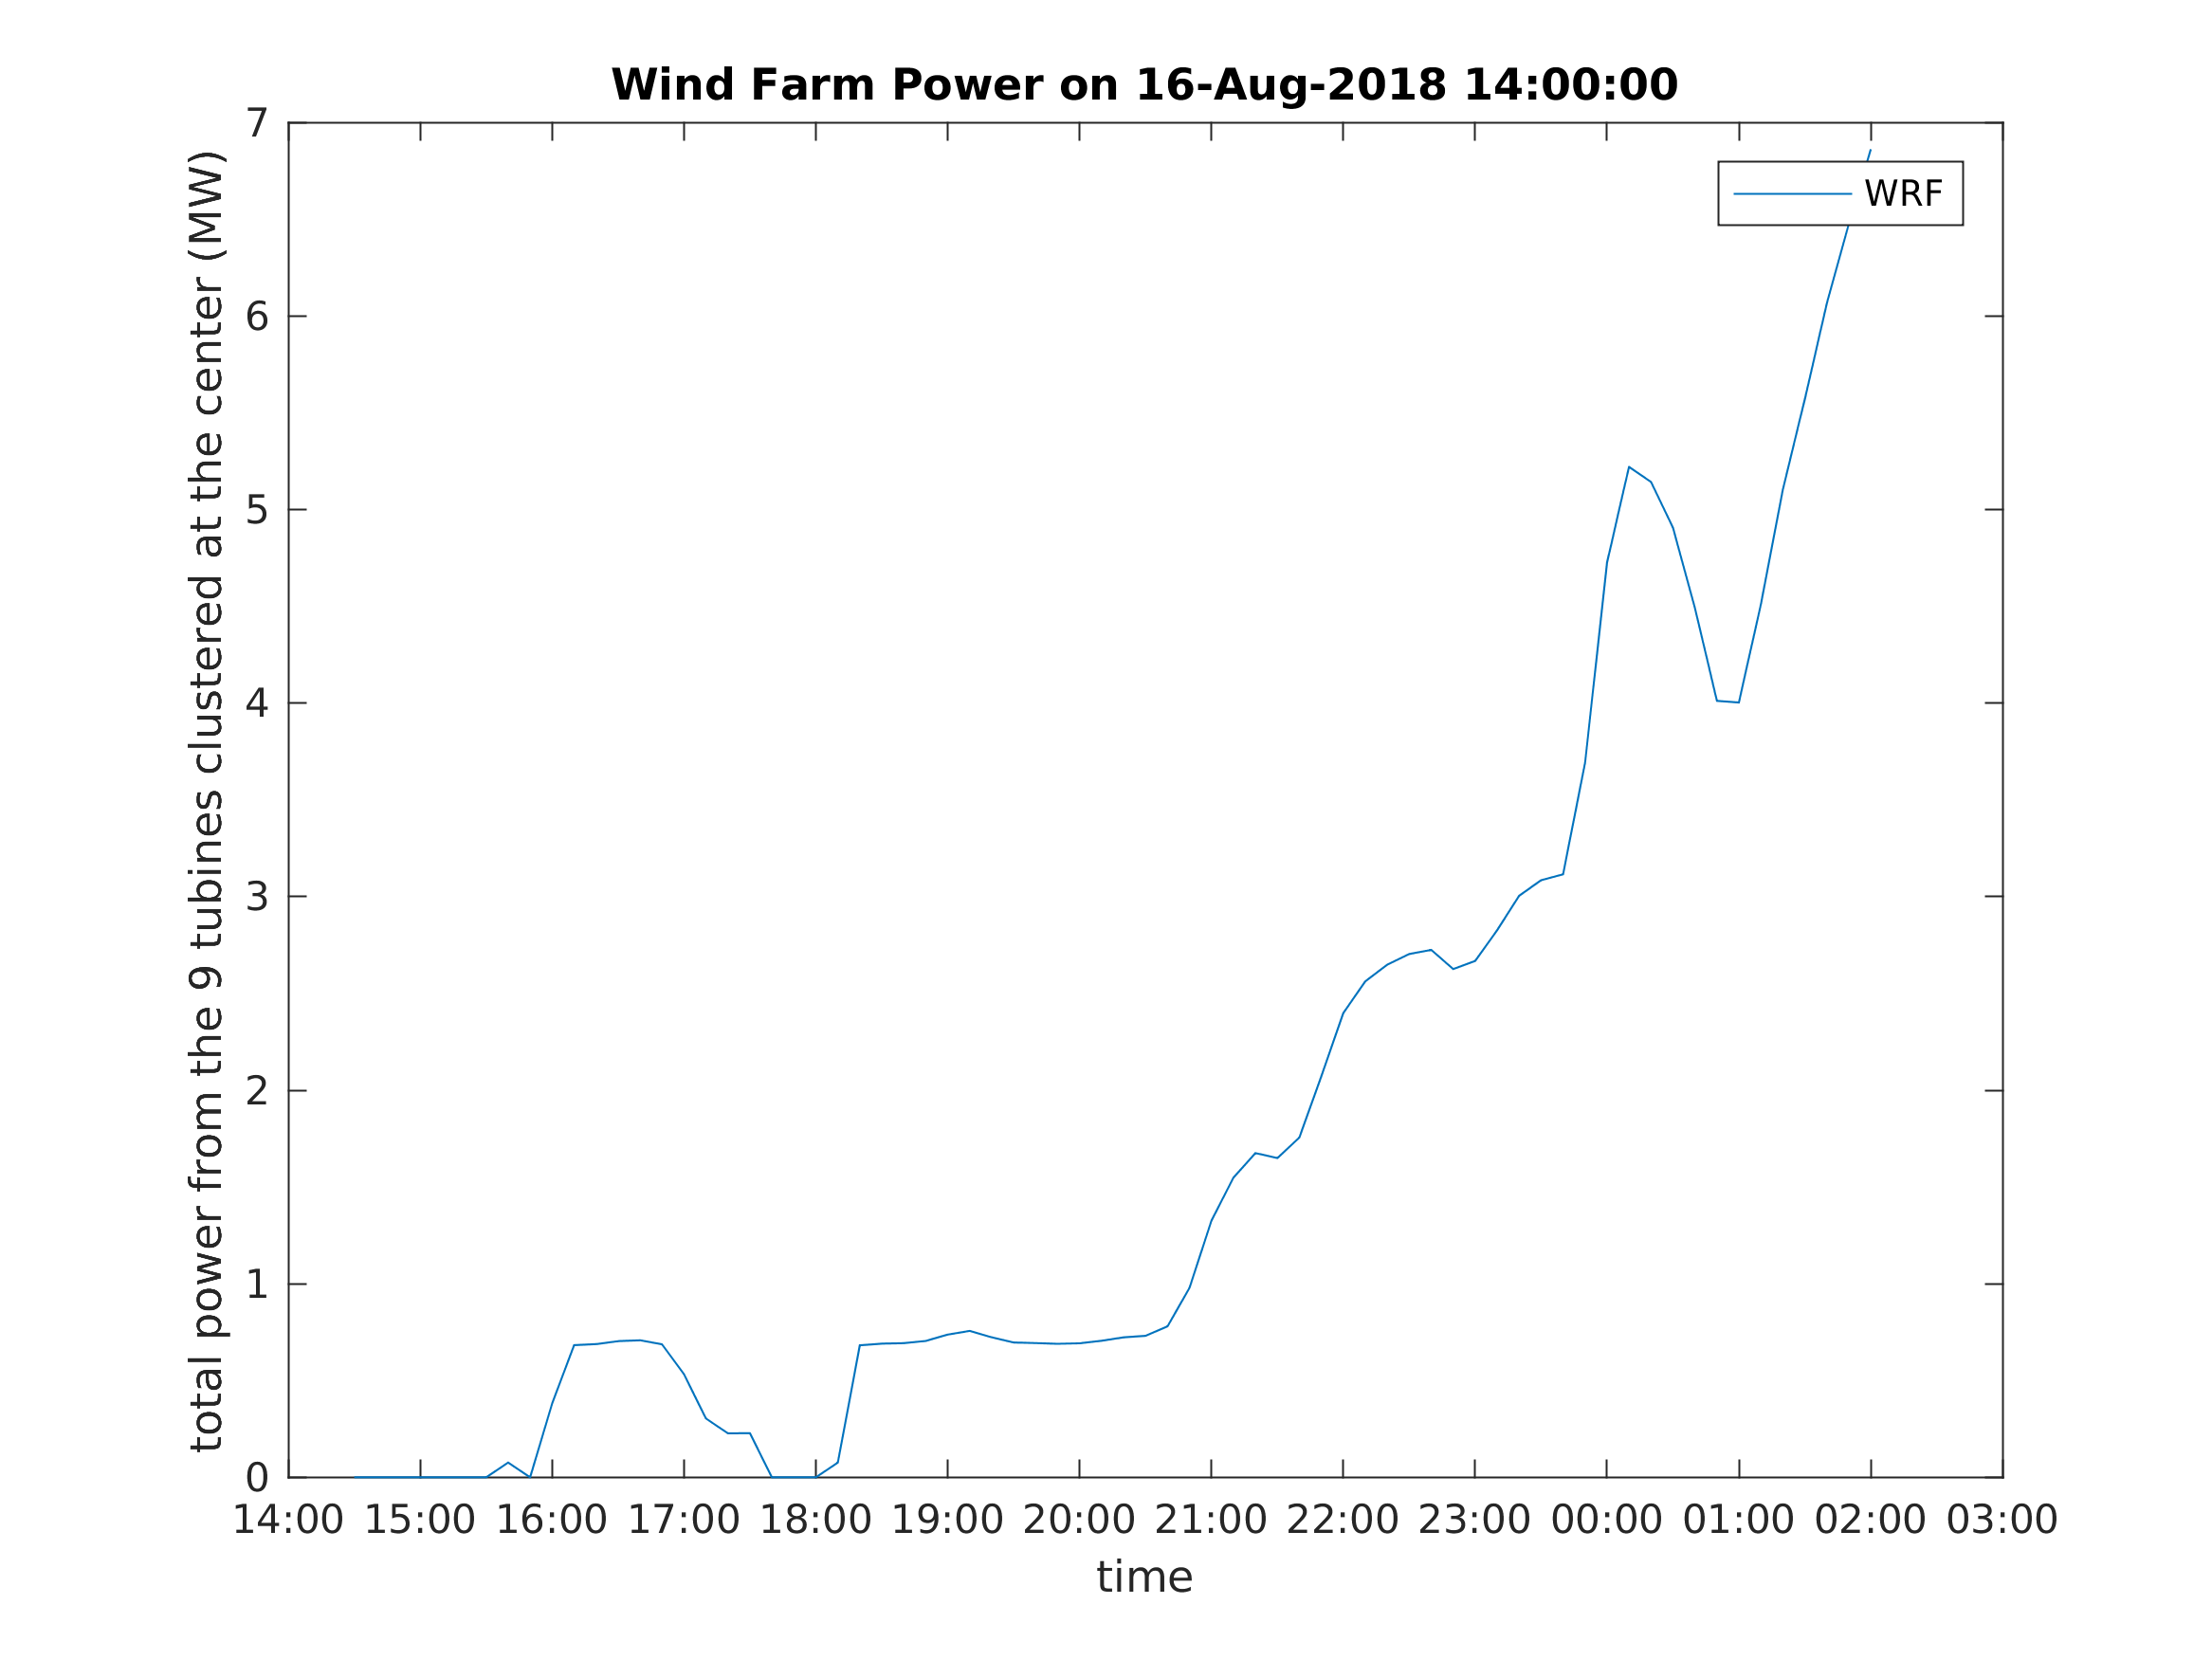 Wind Farm Power on 16-Aug-2018 14:00:00
WRF
total power from the 9 tubines clustered at the center (MW)
7
6
5
4
3
2
1
0
14:00 15:00 16:00 17:00 18:00 19:00 20:00 21:00 22:00 23:00 00:00 01:00 02:00 03:00
time